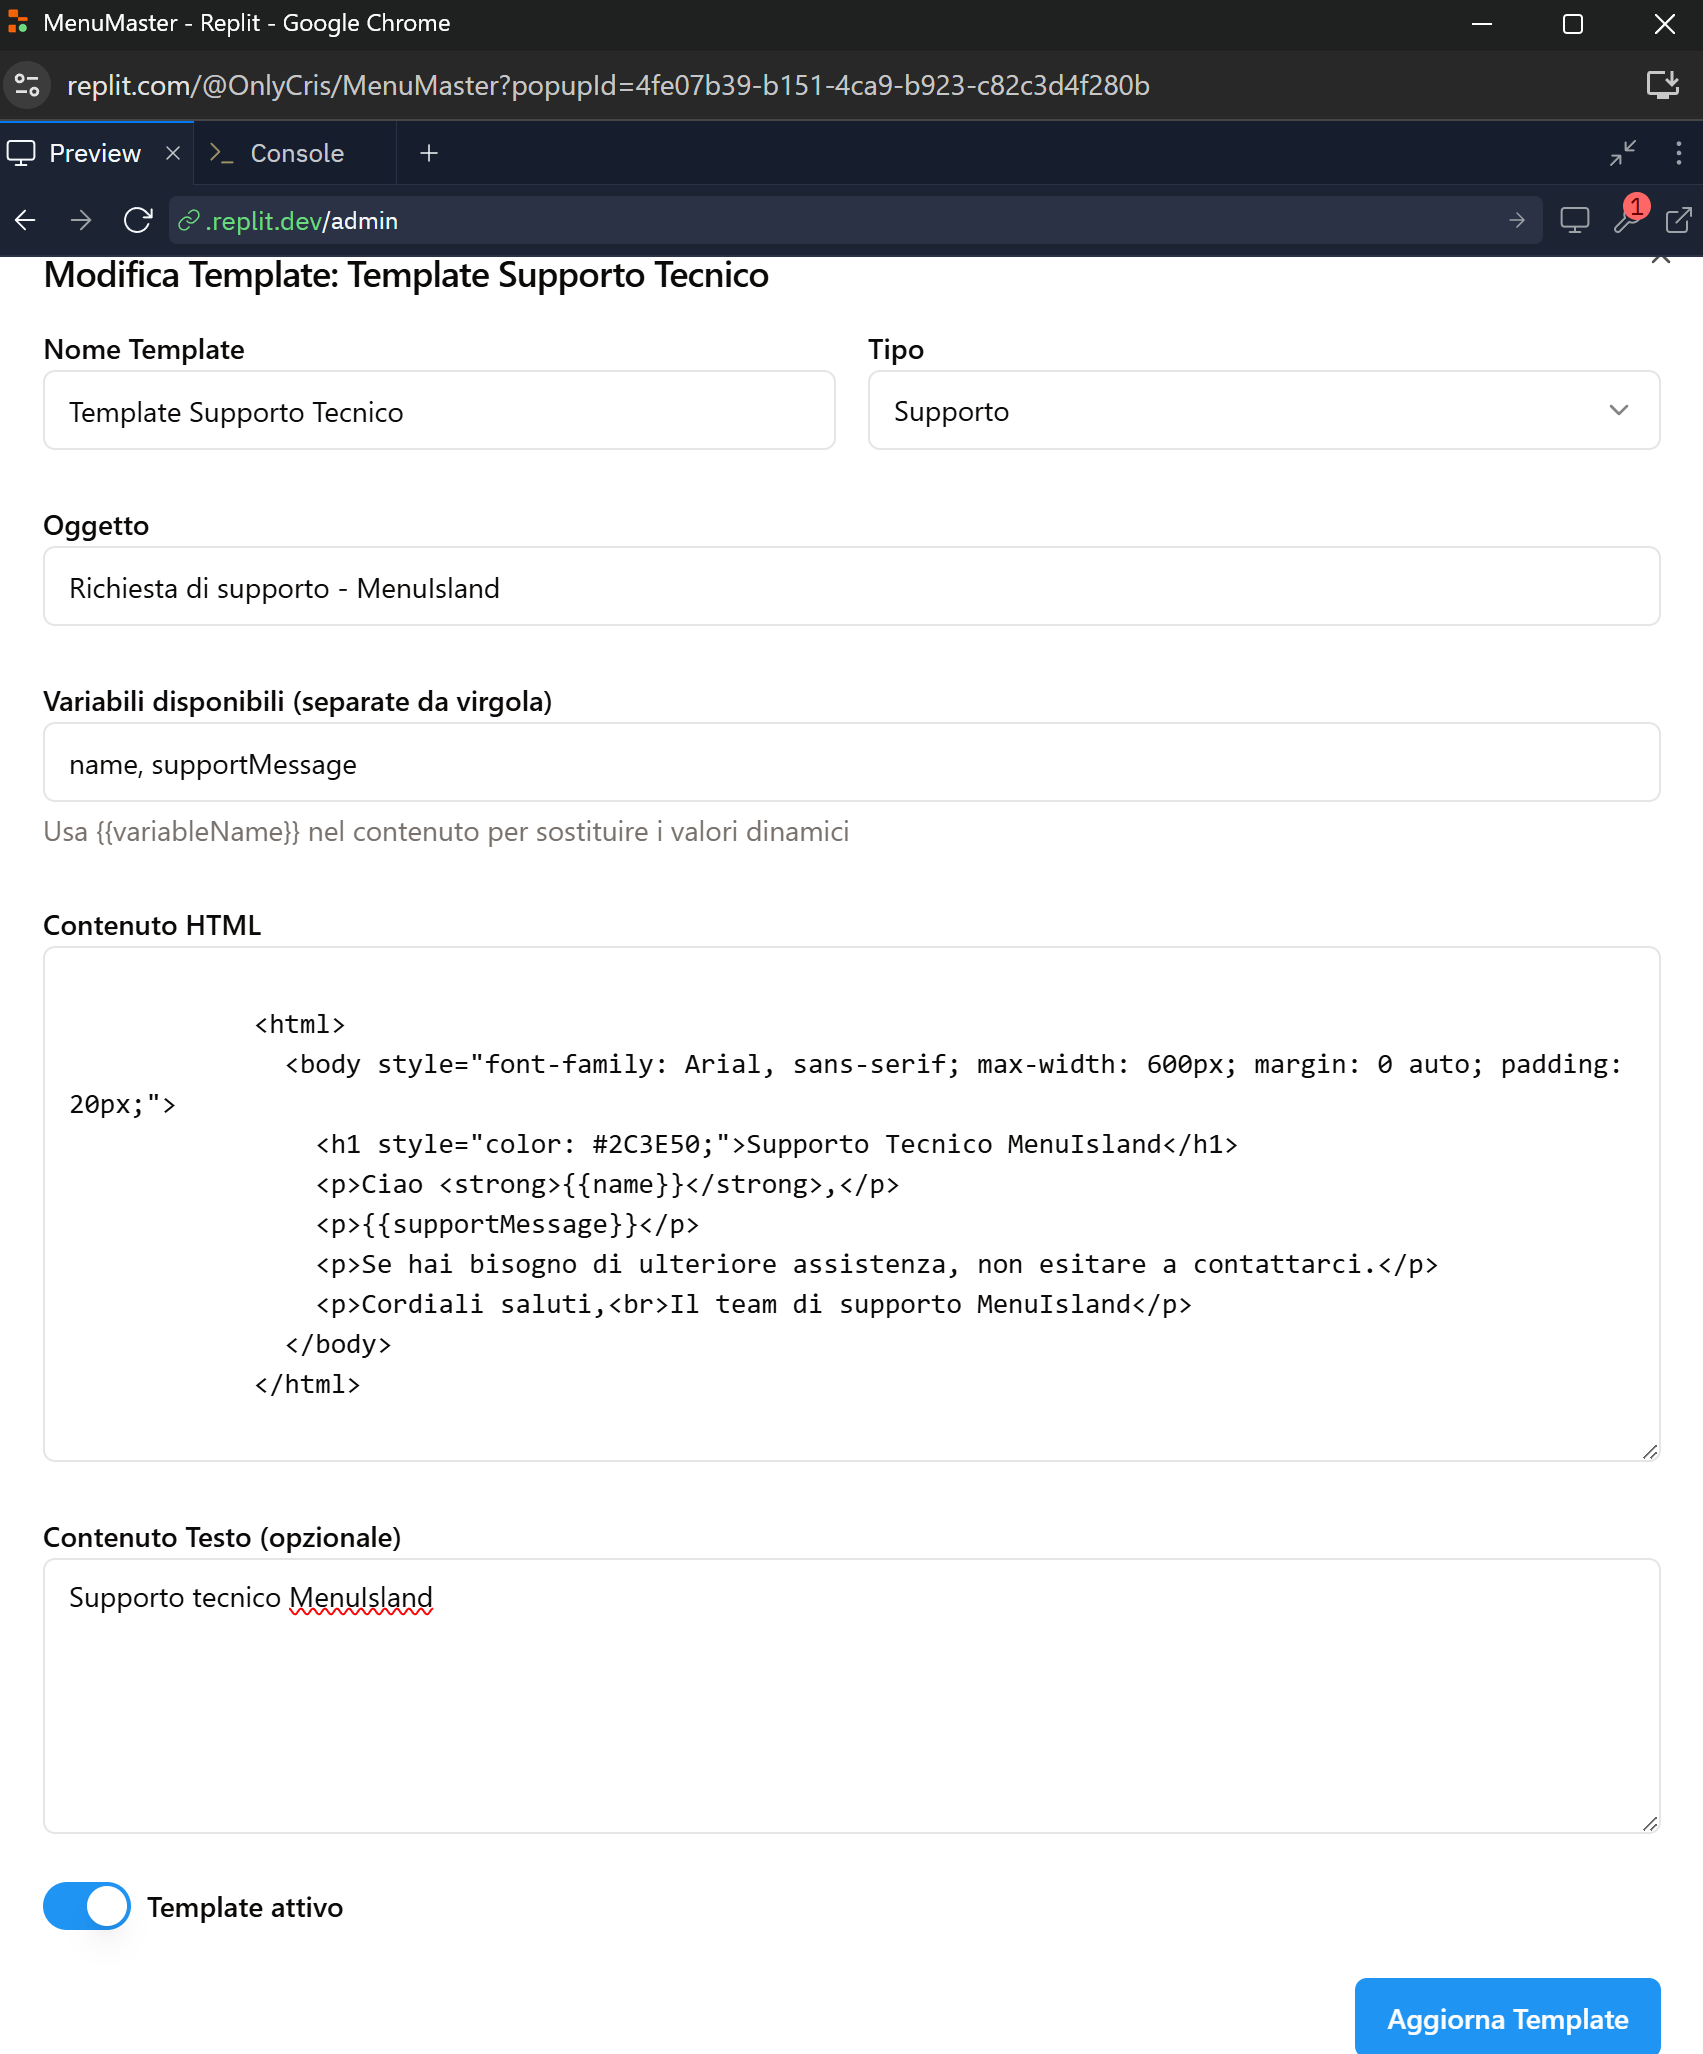 MenuMaster - Replit - Google Chrome
replit.com/@OnlyCris/MenuMaster?popupId=4fe07b39-b151-4ca9-b923-c82c3d4f280b
Preview
Console
.replit.dev/admin
1
Modifica Template: Template Supporto Tecnico
Nome Template
Tipo
Template Supporto Tecnico
Supporto
Oggetto
Richiesta di supporto - MenuIsland
Variabili disponibili (separate da virgola)
name, supportMessage
Usa {{variableName}} nel contenuto per sostituire i valori dinamici
Contenuto HTML
<html>
<body style="font-family: Arial, sans-serif; max-width: 600px; margin: 0 auto; padding:
20px;">
<h1 style="color: #2C3E50;">Supporto Tecnico MenuIsland</h1>
<p>Ciao <strong>{{name}}</strong>,</p>
<p>{{supportMessage}}</p>
<p>Se hai bisogno di ulteriore assistenza, non esitare a contattarci.</p>
<p>Cordiali saluti,<br>Il team di supporto MenuIsland</p>
</body>
</html>
Contenuto Testo (opzionale)
Supporto tecnico MenuIsland
Template attivo
Aggiorna Template